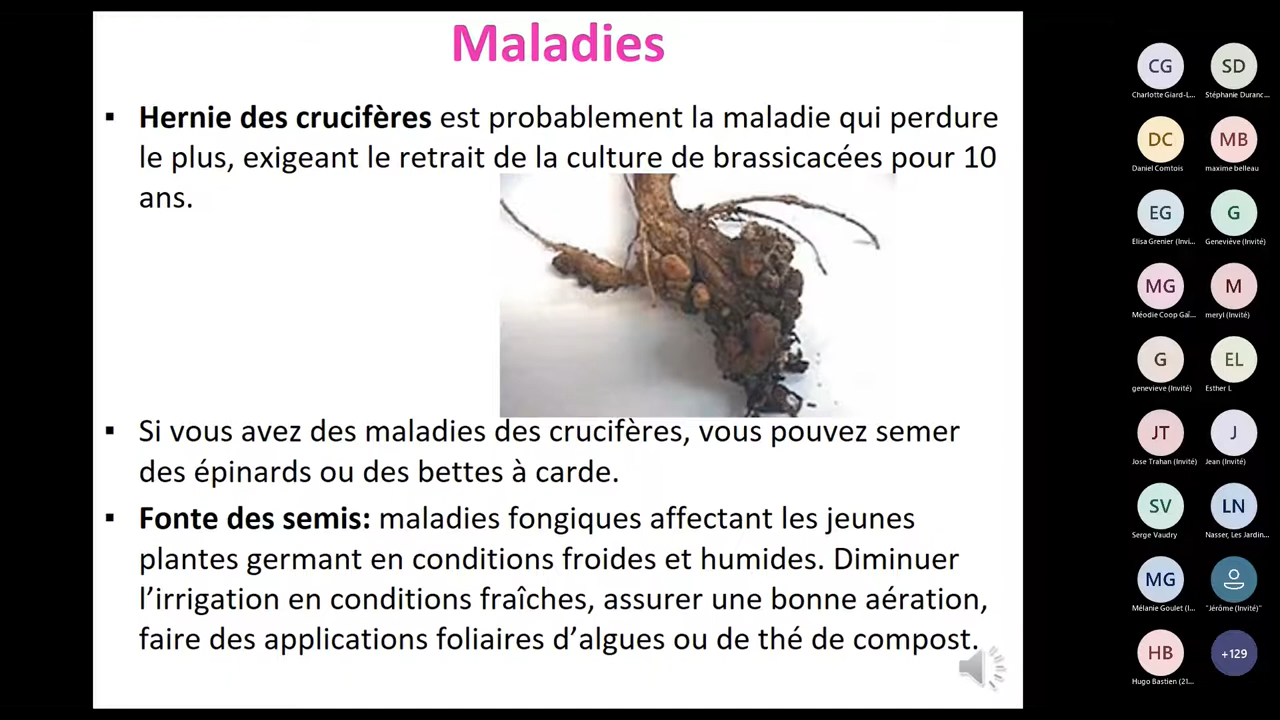 Maladies
▪ Hernie des crucifères est probablement la maladie qui perdure
le plus, exigeant le retrait de la culture de brassicacées pour 10
ans.
▪ Si vous avez des maladies des crucifères, vous pouvez semer
des épinards ou des bettes à carde.
▪ Fonte des semis: maladies fongiques affectant les jeunes
plantes germant en conditions froides et humides. Diminuer
l’irrigation en conditions fraîches, assurer une bonne aération,
faire des applications foliaires d’algues ou de thé de compost.
CG SD
Charlotte Giard-L... Stéphanie Duranc...
DC MB
Daniel Comtois maxime belleau
EG G
Elisa Grenier (Invi... Geneviève (Invité)
MG M
Méodie Coop Gaï... meryl (Invité)
G EL
genevieve (Invité) Esther L
JT J
Jose Trahan (Invité) Jean (Invité)
SV LN
Serge Vaudry Nasser, Les Jardin...
MG
Mélanie Goulet (I... "Jérôme (Invité)"
HB +129
Hugo Bastien (21...